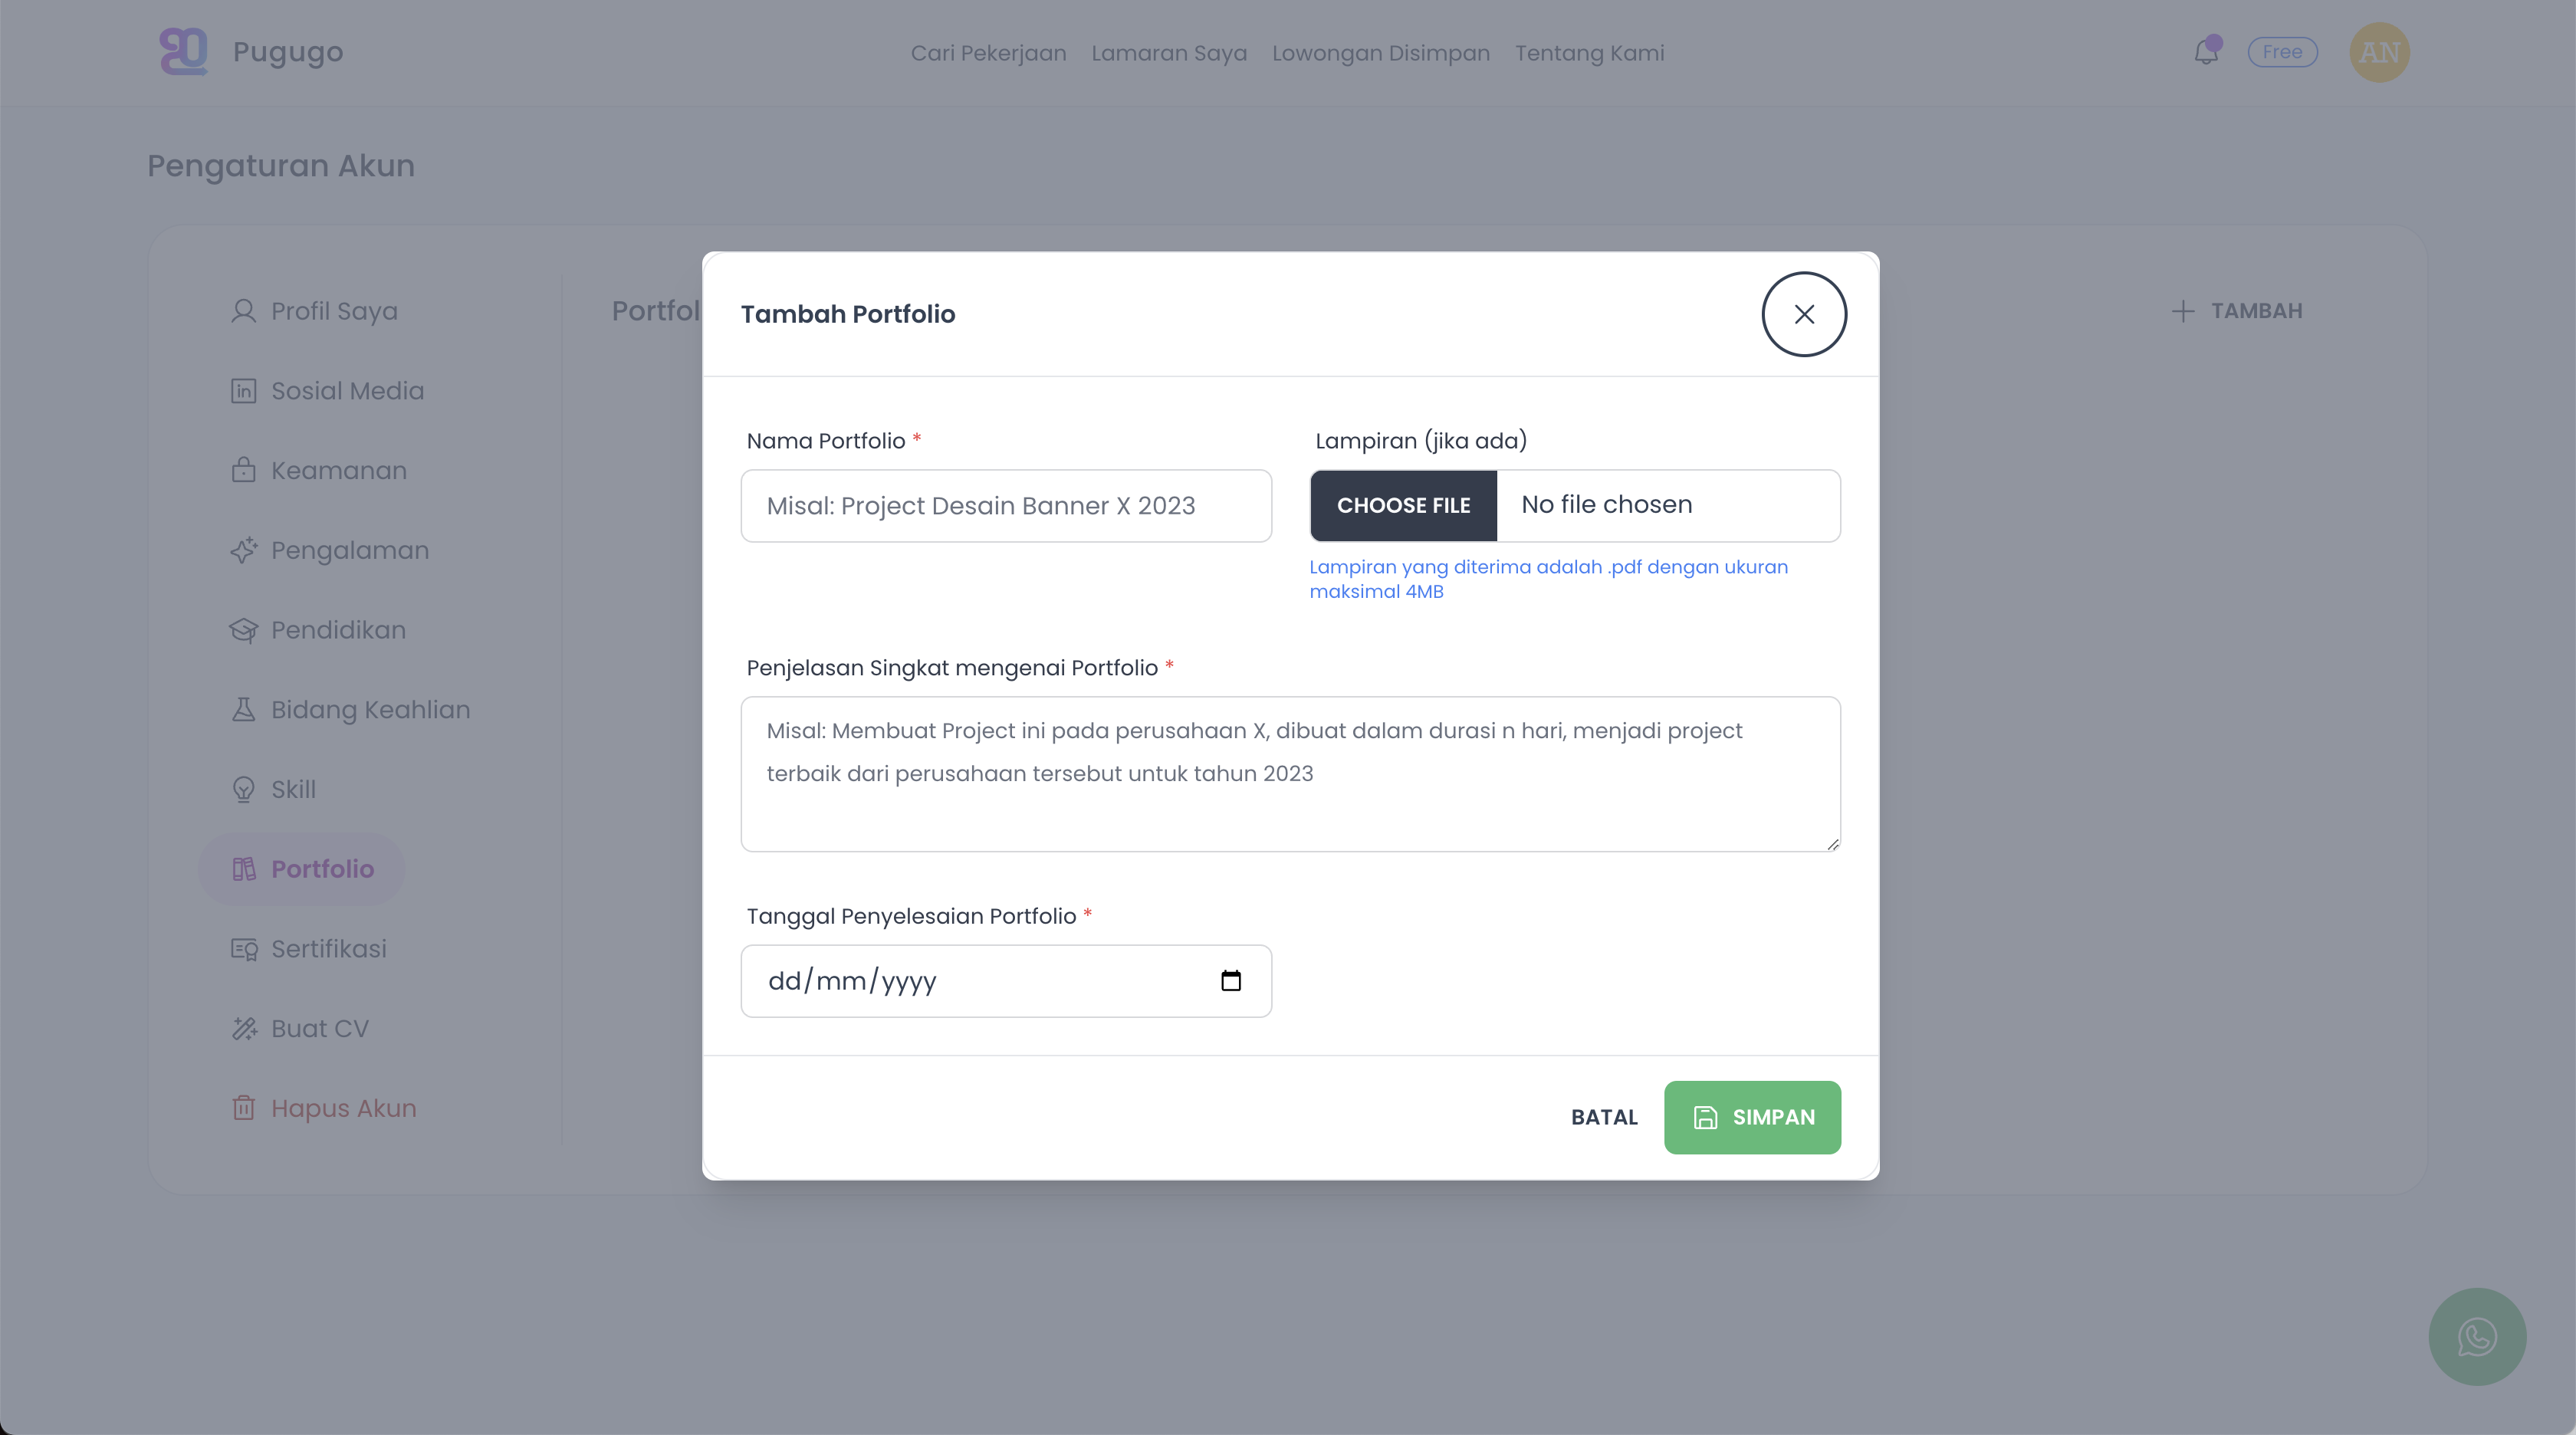 Pugugo
Cari Pekerjaan Lamaran Saya Lowongan Disimpan Tentang Kami
Free
AN
Pengaturan Akun
Profil Saya
Sosial Media
Keamanan
Pengalaman
Pendidikan
Bidang Keahlian
Skill
Portfolio
Sertifikasi
Buat CV
Hapus Akun
Portfol
TAMBAH
Tambah Portfolio
Nama Portfolio *
Misal: Project Desain Banner X 2023
Lampiran (jika ada)
CHOOSE FILE No file chosen
Lampiran yang diterima adalah .pdf dengan ukuran
maksimal 4MB
Penjelasan Singkat mengenai Portfolio *
Misal: Membuat Project ini pada perusahaan X, dibuat dalam durasi n hari, menjadi project
terbaik dari perusahaan tersebut untuk tahun 2023
Tanggal Penyelesaian Portfolio *
dd/mm/yyyy
BATAL
SIMPAN